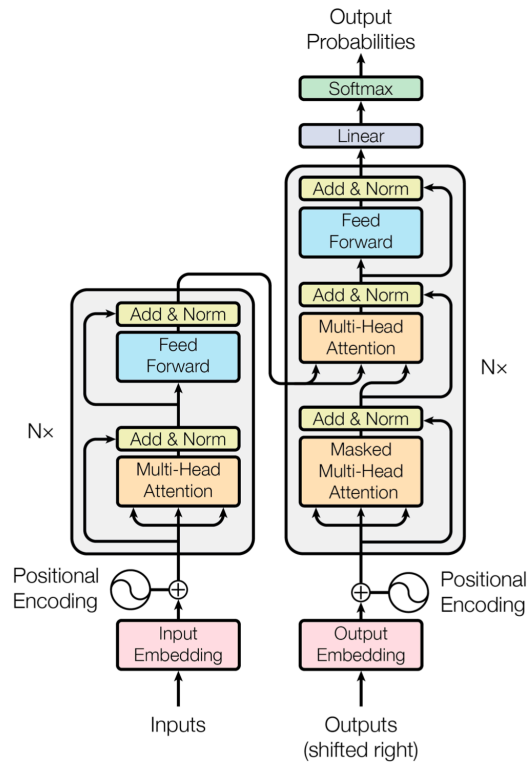 Output
Probabilities
Softmax
Linear
Add & Norm
Feed
Forward
Add & Norm
Multi-Head
Attention
Add & Norm
Masked
Multi-Head
Attention
N×
Add & Norm
Feed
Forward
Add & Norm
Multi-Head
Attention
N×
Positional
Encoding
Positional
Encoding
Input
Embedding
Output
Embedding
Inputs
Outputs
(shifted right)